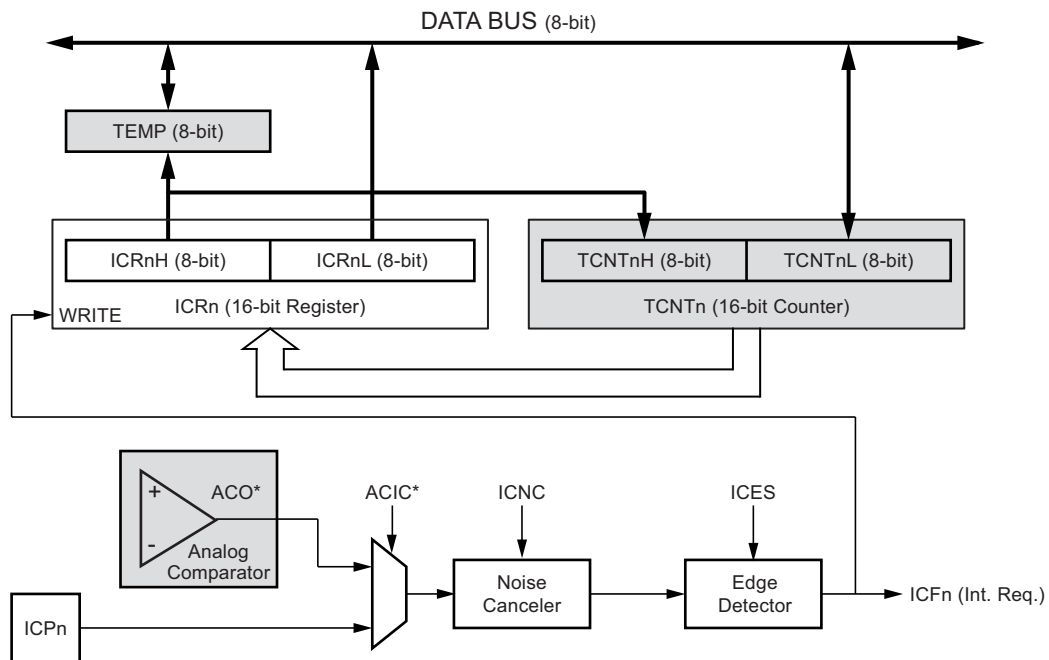 DATA BUS (8-bit)
TEMP (8-bit)
ICRnH (8-bit)
ICRnL (8-bit)
TCNTnH (8-bit)
TCNTnL (8-bit)
WRITE
ICRn (16-bit Register)
TCNTn (16-bit Counter)
+
ACO*
-
Analog
Comparator
ACIC*
ICNC
ICES
Noise
Canceler
Edge
Detector
ICFn (Int. Req.)
ICPn